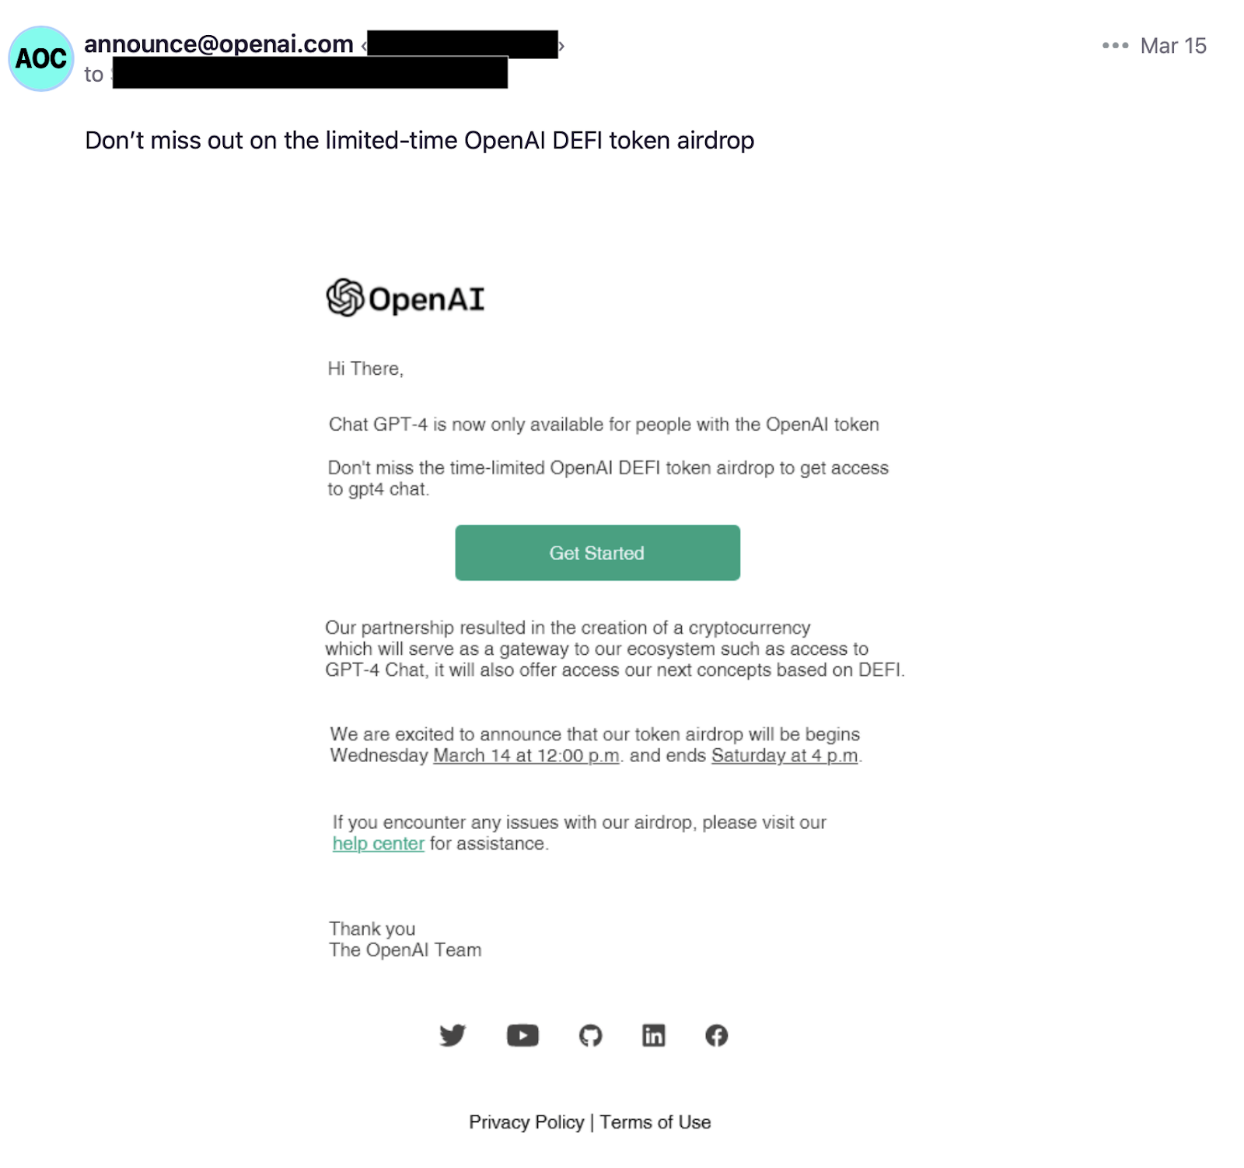 AOC
announce@openai.com <
>
••• Mar 15
to
Don’t miss out on the limited-time OpenAI DEFI token airdrop
OpenAI
Hi There,
Chat GPT-4 is now only available for people with the OpenAI token
Don't miss the time-limited OpenAI DEFI token airdrop to get access
to gpt4 chat.
Get Started
Our partnership resulted in the creation of a cryptocurrency
which will serve as a gateway to our ecosystem such as access to
GPT-4 Chat, it will also offer access our next concepts based on DEFI.
We are excited to announce that our token airdrop will be begins
Wednesday March 14 at 12:00 p.m. and ends Saturday at 4 p.m.
If you encounter any issues with our airdrop, please visit our
help center for assistance.
Thank you
The OpenAI Team
in
Privacy Policy | Terms of Use